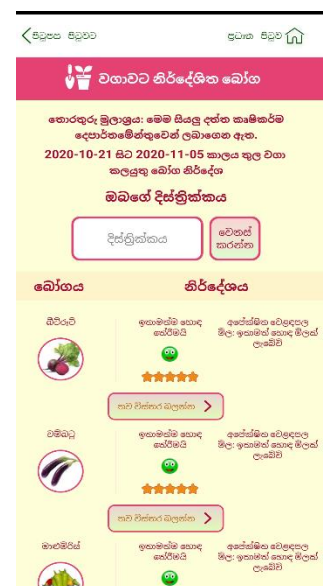 පිටුපස පිටුවට
ප්‍රධාන පිටුව
වගාවට නිර්දේශිත බෝග
තොරතුරු මුලාශ්‍රය: මෙම සියලු දත්ත කෘෂිකර්ම
දෙපාර්තමේන්තුවෙන් ලබාගෙන ඇත.
2020-10-21 සිට 2020-11-05 කාලය තුල වගා
කලයුතු බෝග නිර්දේශ
ඔබගේ දිස්ත්‍රික්කය
දිස්ත්‍රික්කය
වෙනස්
කරන්න
බෝගය
නිර්දේශය
බීට්රූට්
ඉතාමත්ම හොඳ
තේරීමයි
අපේක්ෂිත වෙළඳපල
මිල: ඉතාමත් හොඳ මිලක්
ලැබේවි
තව විස්තර බලන්න
වම්බටු
ඉතාමත්ම හොඳ
තේරීමයි
අපේක්ෂිත වෙළඳපල
මිල: ඉතාමත් හොඳ මිලක්
ලැබේවි
තව විස්තර බලන්න
මාළුමිරිස්
ඉතාමත්ම හොඳ
තේරීමයි
අපේක්ෂිත වෙළඳපල
මිල: ඉතාමත් හොඳ මිලක්
ලැබේවි